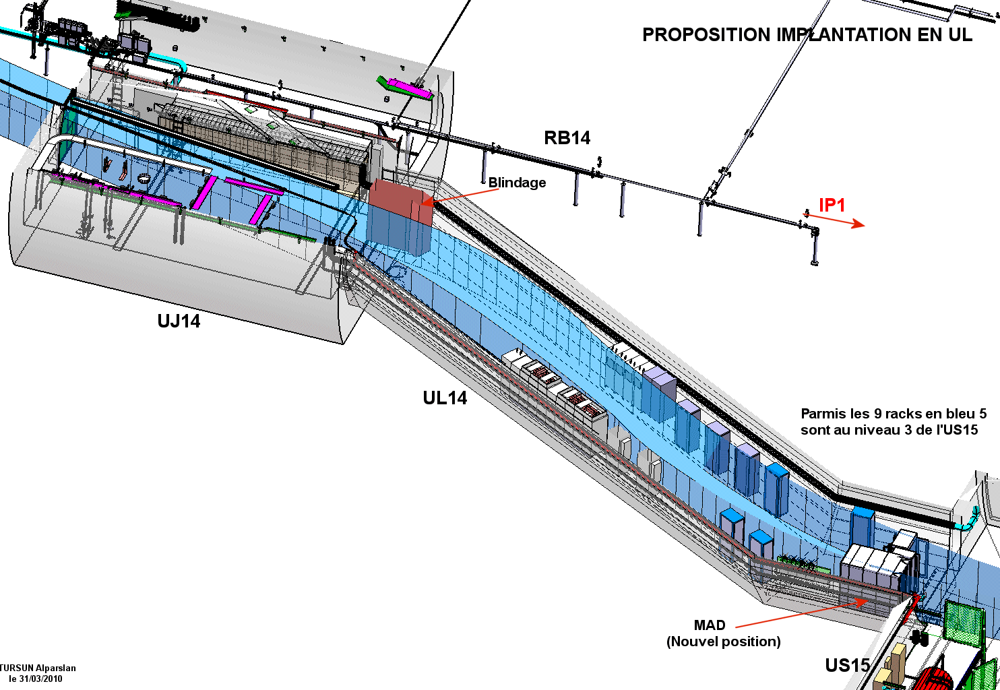 PROPOSITION IMPLANTATION EN UL
RB14
Blindage
IP1
UJ14
UL14
Parmis les 9 racks en bleu 5
sont au niveau 3 de l'US15
MAD
(Nouvel position)
US15
TURSUN Alparslan
le 31/03/2010